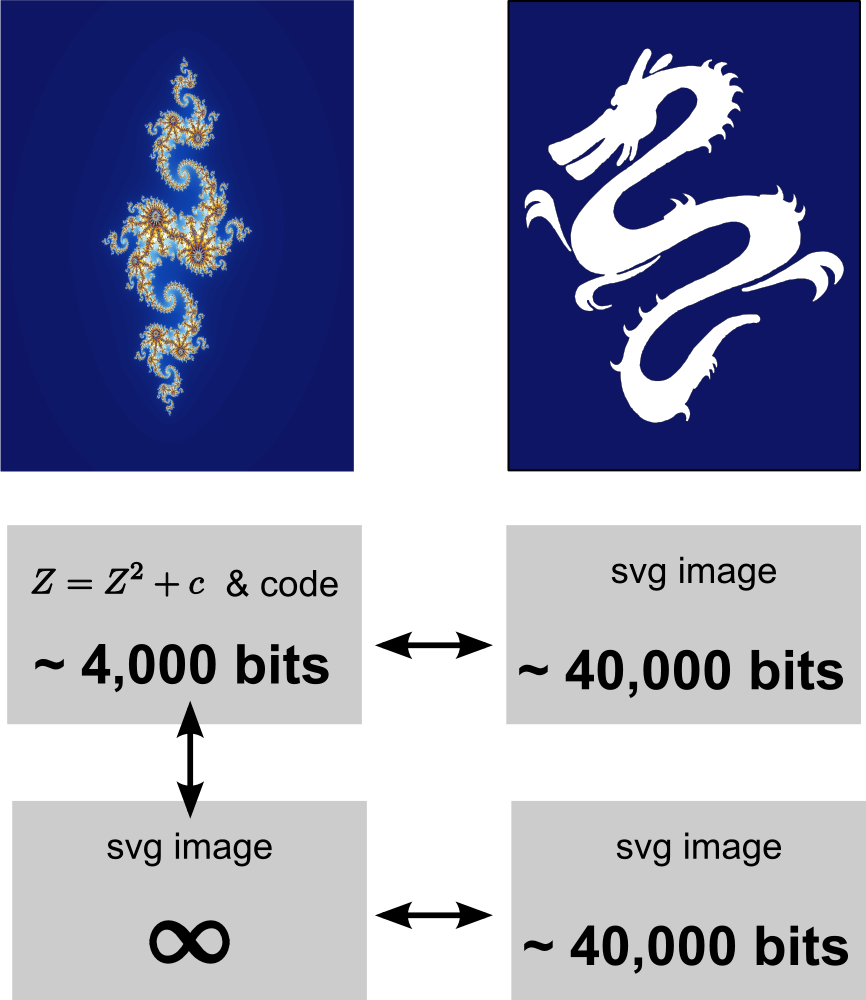 Z = Z² + c & code
~ 4,000 bits
svg image
~ 40,000 bits
svg image
∞
svg image
~ 40,000 bits